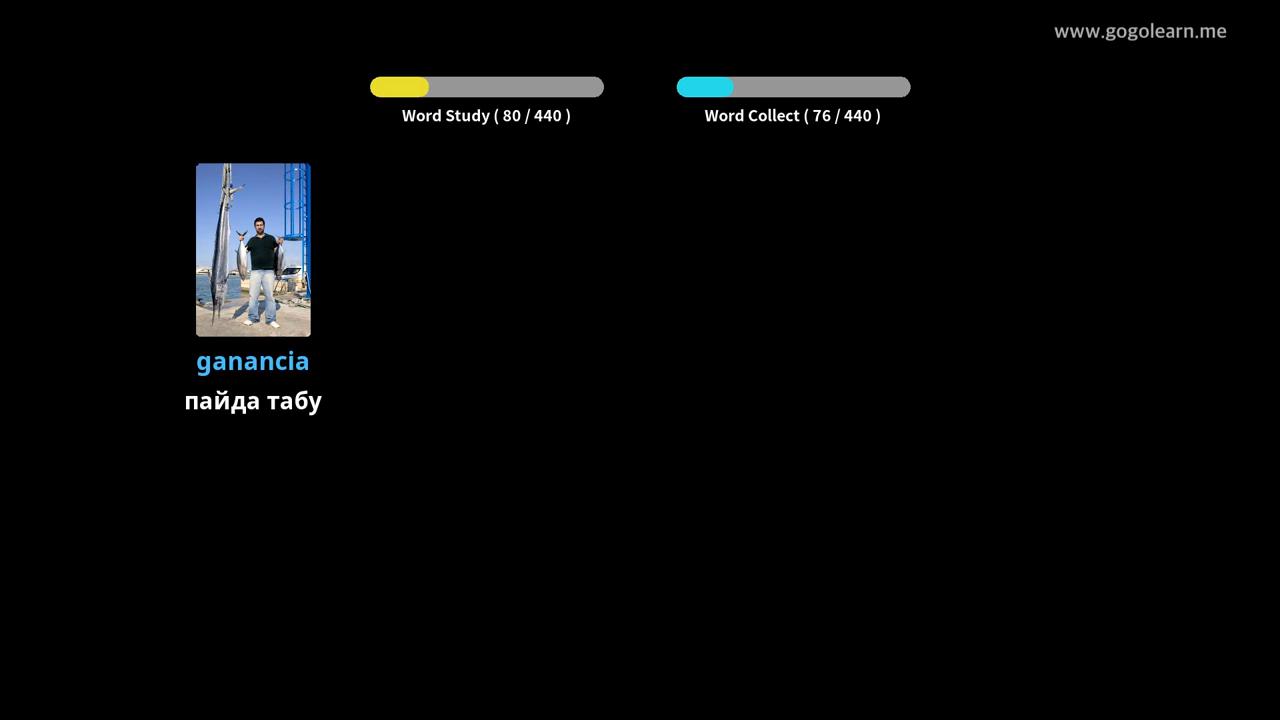 www.gogolearn.me
Word Study ( 80 / 440 )
Word Collect ( 76 / 440 )
ganancia
пайда табу